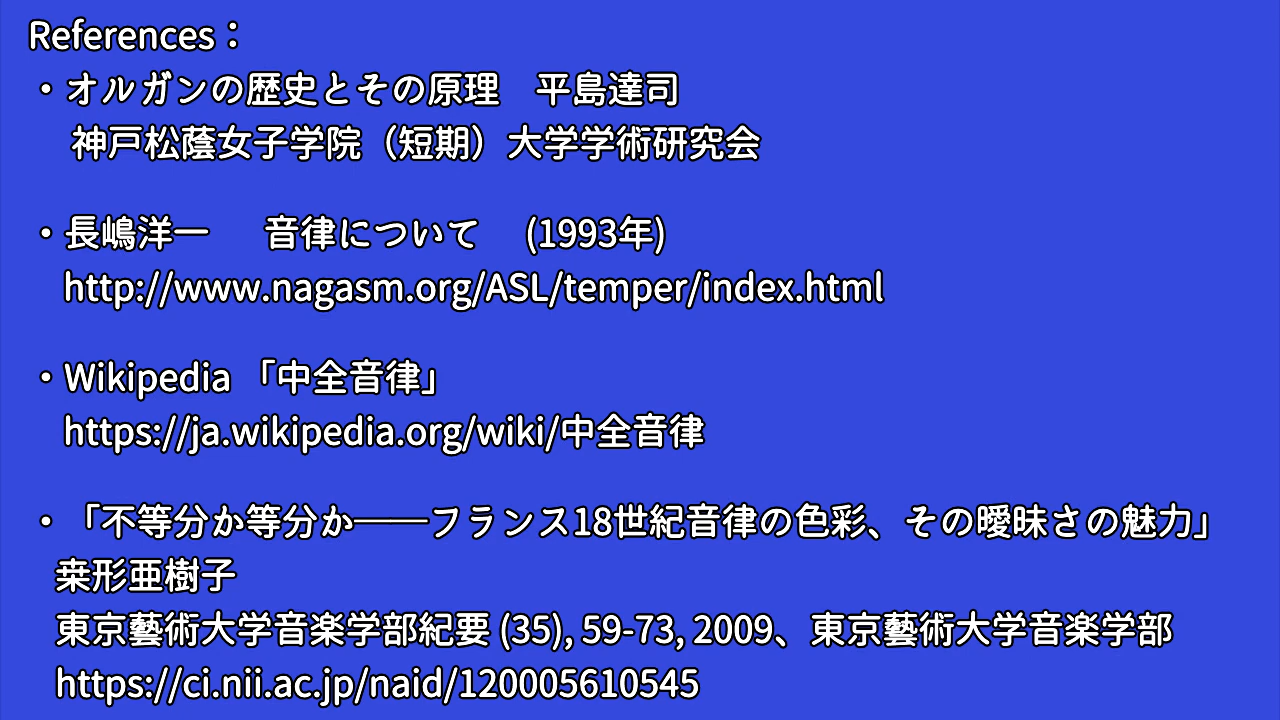 References：
・オルガンの歴史とその原理　平島達司
神戸松蔭女子学院（短期）大学学術研究会
・長嶋洋一　音律について　(1993年)
http://www.nagasm.org/ASL/temper/index.html
・Wikipedia 「中全音律」
https://ja.wikipedia.org/wiki/中全音律
・「不等分か等分か──フランス18世紀音律の色彩、その曖昧さの魅力」
桒形亜樹子
東京藝術大学音楽学部紀要 (35), 59-73, 2009、東京藝術大学音楽学部
https://ci.nii.ac.jp/naid/120005610545